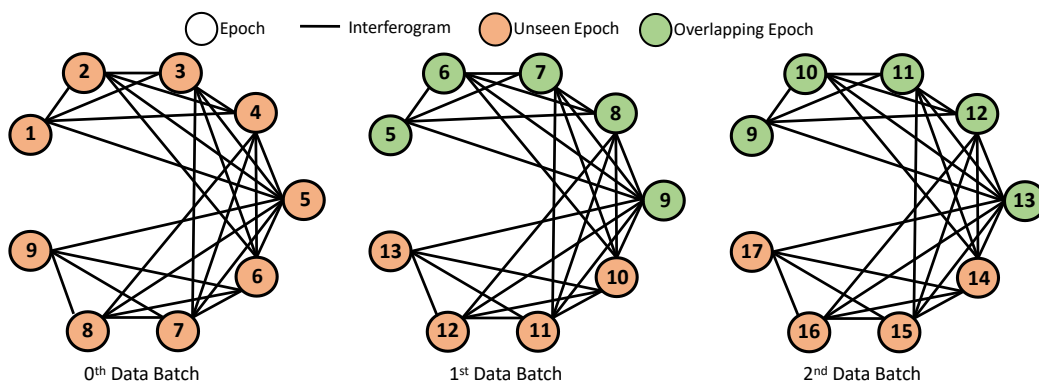 Epoch Interferogram Unseen Epoch Overlapping Epoch
2 3 4 1 5 9 6 8 7
6 7 8 5 9 13 10 12 11
10 11 12 9 13 17 14 16 15
0th Data Batch 1st Data Batch 2nd Data Batch